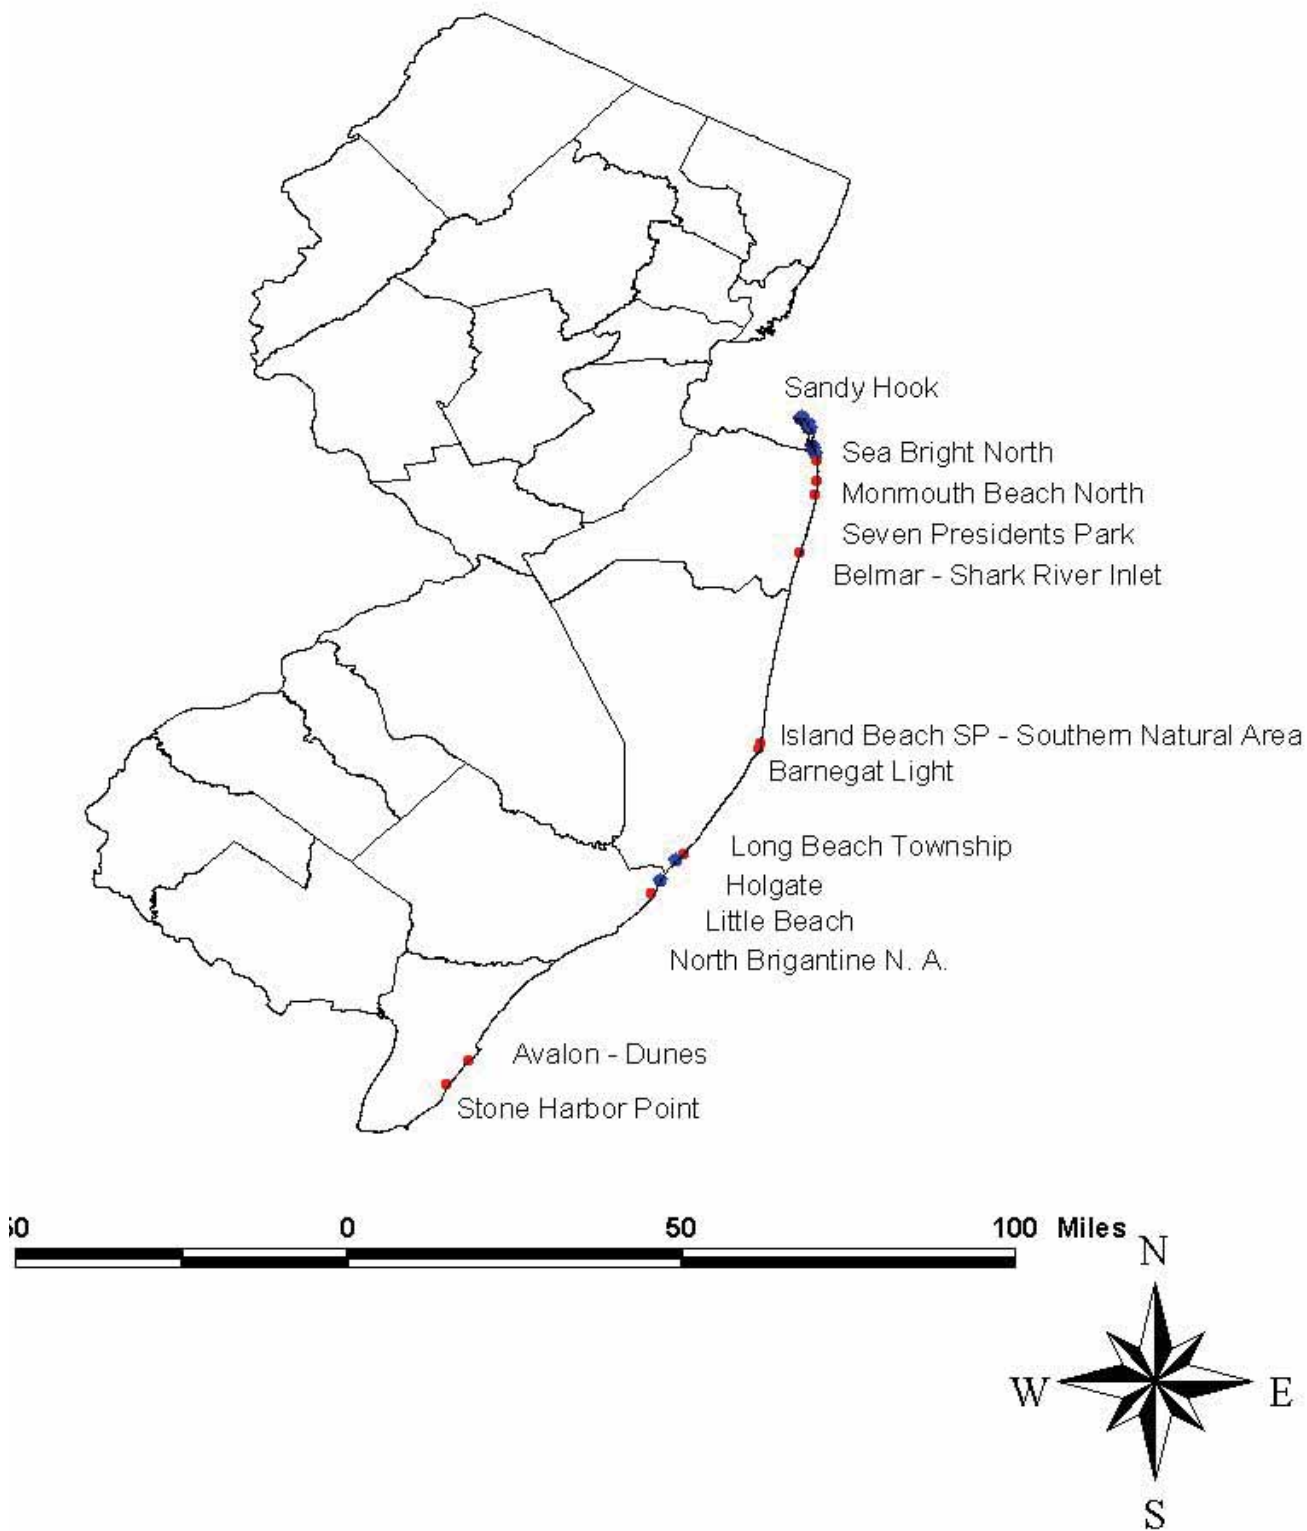 Sandy Hook
Sea Bright North
Monmouth Beach North
Seven Presidents Park
Belmar - Shark River Inlet
Island Beach SP - Southern Natural Area
Barnegat Light
Long Beach Township
Holgate
Little Beach
North Brigantine N. A.
Avalon - Dunes
Stone Harbor Point
50 0 50 100 Miles
N
W E
S